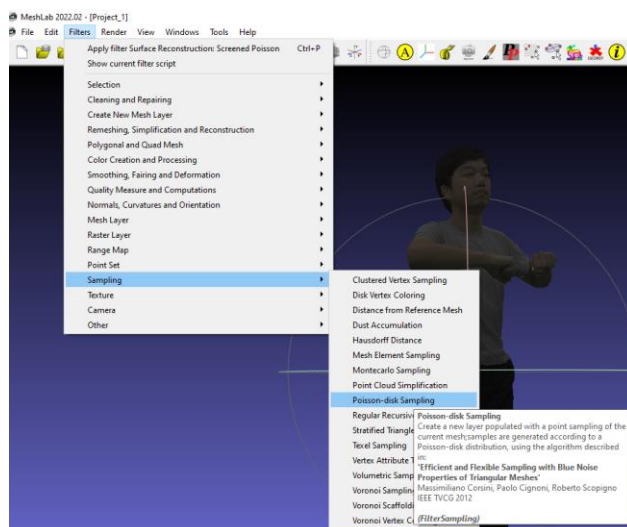 MeshLab 2022.02 - [Project_1]
File Edit Filters Render View Windows Tools Help
Apply filter Surface Reconstruction: Screened Poisson Ctrl+P
Show current filter script
Selection
Cleaning and Repairing
Create New Mesh Layer
Remeshing, Simplification and Reconstruction
Polygonal and Quad Mesh
Color Creation and Processing
Smoothing, Fairing and Deformation
Quality Measure and Computations
Normals, Curvatures and Orientation
Mesh Layer
Raster Layer
Range Map
Point Set
Sampling
Texture
Camera
Other
Clustered Vertex Sampling
Disk Vertex Coloring
Distance from Reference Mesh
Dust Accumulation
Hausdorff Distance
Mesh Element Sampling
Montecarlo Sampling
Point Cloud Simplification
Poisson-disk Sampling
Regular Recursive
Stratified Triangle
Texel Sampling
Vertex Attribute T
Volumetric Samp
Voronoi Sampling
Voronoi Scaffoldi
Voronoi Vertex C
Poisson-disk Sampling
Create a new layer populated with a point sampling of the
current mesh;samples are generated according to a
Poisson-disk distribution, using the algorithm described
in:
'Efficient and Flexible Sampling with Blue Noise
Properties of Triangular Meshes'
Massimiliano Corsini, Paolo Cignoni, Roberto Scopigno
IEEE TVCG 2012
(FilterSampling)